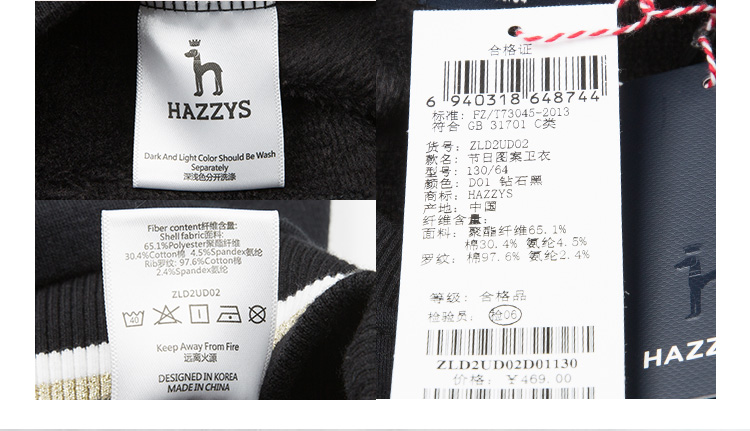 HAZZYS
Dark And Light Color Should Be Wash
Separately
深浅色分开洗涤
Fiber content纤维含量:
Shell fabric面料:
65.1%Polyester聚酯纤维
30.4%Cotton棉 4.5%Spandex氨纶
Rib罗纹: 97.6%Cotton棉
2.4%Spandex氨纶
ZLD2UD02
40
Keep Away From Fire
远离火源
DESIGNED IN KOREA
MADE IN CHINA
合格证
6 940318 648744
标准: FZ/T73045-2013
符合 GB 31701 C类
货号: ZLD2UD02
款名: 节日图案卫衣
型号: 130/64
颜色: D01 钻石黑
商标: HAZZYS
产地: 中国
纤维含量:
面料: 聚酯纤维65.1%
棉30.4% 氨纶4.5%
罗纹: 棉97.6% 氨纶2.4%
等级: 合格品
检验员: 检06
ZLD2UD02D01130
价格: ¥469.00
HAZZ